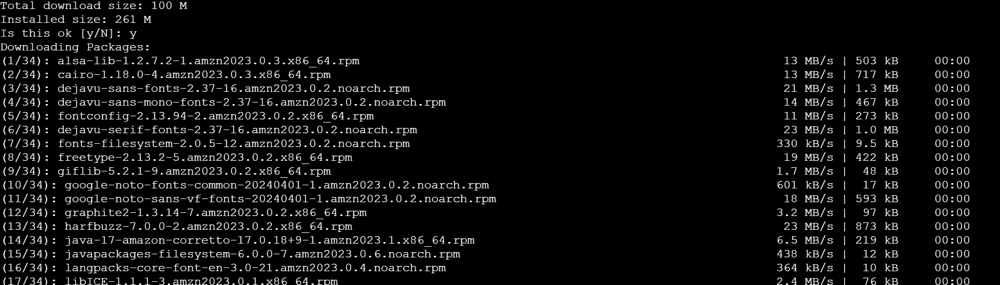 Total download size: 100 M
Installed size: 261 M
Is this ok [y/N]: y
Downloading Packages:
(1/34): alsa-lib-1.2.7.2-1.amzn2023.0.3.x86_64.rpm 13 MB/s | 503 kB 00:00
(2/34): cairo-1.18.0-4.amzn2023.0.3.x86_64.rpm 13 MB/s | 717 kB 00:00
(3/34): dejavu-sans-fonts-2.37-16.amzn2023.0.2.noarch.rpm 21 MB/s | 1.3 MB 00:00
(4/34): dejavu-sans-mono-fonts-2.37-16.amzn2023.0.2.noarch.rpm 14 MB/s | 467 kB 00:00
(5/34): fontconfig-2.13.94-2.amzn2023.0.2.x86_64.rpm 11 MB/s | 273 kB 00:00
(6/34): dejavu-serif-fonts-2.37-16.amzn2023.0.2.noarch.rpm 23 MB/s | 1.0 MB 00:00
(7/34): fonts-filesystem-2.0.5-12.amzn2023.0.2.noarch.rpm 330 kB/s | 9.5 kB 00:00
(8/34): freetype-2.13.2-5.amzn2023.0.2.x86_64.rpm 19 MB/s | 422 kB 00:00
(9/34): giflib-5.2.1-9.amzn2023.0.2.x86_64.rpm 1.7 MB/s | 48 kB 00:00
(10/34): google-noto-fonts-common-20240401-1.amzn2023.0.2.noarch.rpm 601 kB/s | 17 kB 00:00
(11/34): google-noto-sans-vf-fonts-20240401-1.amzn2023.0.2.noarch.rpm 18 MB/s | 593 kB 00:00
(12/34): graphite2-1.3.14-7.amzn2023.0.2.x86_64.rpm 3.2 MB/s | 97 kB 00:00
(13/34): harfbuzz-7.0.0-2.amzn2023.0.2.x86_64.rpm 23 MB/s | 873 kB 00:00
(14/34): java-17-amazon-corretto-17.0.18+9-1.amzn2023.1.x86_64.rpm 6.5 MB/s | 219 kB 00:00
(15/34): javapackages-filesystem-6.0.0-7.amzn2023.0.6.noarch.rpm 438 kB/s | 12 kB 00:00
(16/34): langpacks-core-font-en-3.0-21.amzn2023.0.4.noarch.rpm 364 kB/s | 10 kB 00:00
(17/34): libICE-1.1.1-3.amzn2023.0.1.x86_64.rpm 2.4 MB/s | 76 kB 00:00